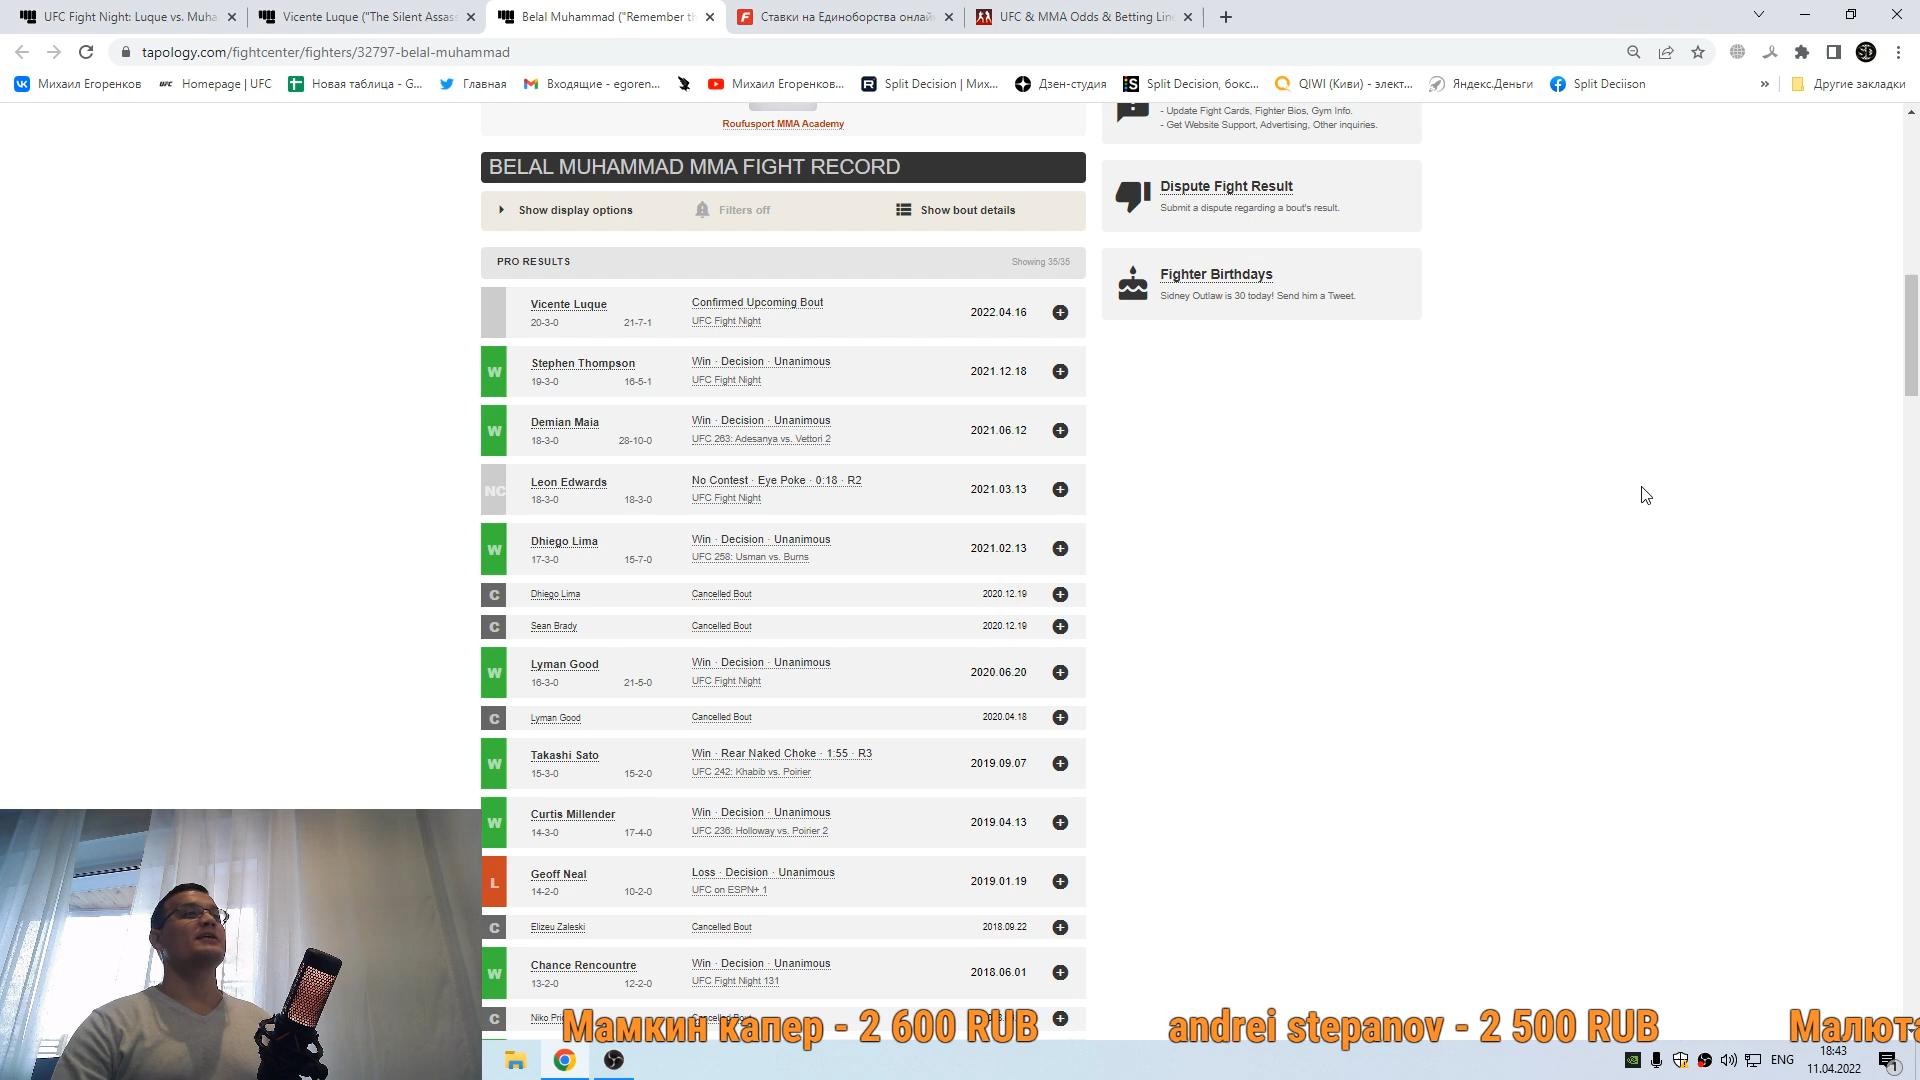 UFC Fight Night: Luque vs. Muha
Vicente Luque ("The Silent Assas
Belal Muhammad ("Remember th
Ставки на Единоборства онлай
UFC & MMA Odds & Betting Lin
tapology.com/fightcenter/fighters/32797-belal-muhammad
Михаил Егоренков
Homepage | UFC
Новая таблица - G...
Главная
Входящие - egoren...
Михаил Егоренков...
Split Decision | Мих...
Дзен-студия
Split Decision, бокс...
QIWI (Киви) - элект...
Яндекс.Деньги
Split Deciison
»
Другие закладки
Roufusport MMA Academy
- Update Fight Cards, Fighter Bios, Gym Info.
- Get Website Support, Advertising, Other inquiries.
BELAL MUHAMMAD MMA FIGHT RECORD
Dispute Fight Result
Submit a dispute regarding a bout's result.
Show display options
Filters off
Show bout details
PRO RESULTS
Showing 35/35
Fighter Birthdays
Sidney Outlaw is 30 today! Send him a Tweet.
Vicente Luque Confirmed Upcoming Bout 2022.04.16
20-3-0 21-7-1 UFC Fight Night
W Stephen Thompson Win · Decision · Unanimous 2021.12.18
19-3-0 16-5-1 UFC Fight Night
W Demian Maia Win · Decision · Unanimous 2021.06.12
18-3-0 28-10-0 UFC 263: Adesanya vs. Vettori 2
NC Leon Edwards No Contest · Eye Poke · 0:18 · R2 2021.03.13
18-3-0 18-3-0 UFC Fight Night
W Dhiego Lima Win · Decision · Unanimous 2021.02.13
17-3-0 15-7-0 UFC 258: Usman vs. Burns
C Dhiego Lima Cancelled Bout 2020.12.19
C Sean Brady Cancelled Bout 2020.12.19
W Lyman Good Win · Decision · Unanimous 2020.06.20
16-3-0 21-5-0 UFC Fight Night
C Lyman Good Cancelled Bout 2020.04.18
W Takashi Sato Win · Rear Naked Choke · 1:55 · R3 2019.09.07
15-3-0 15-2-0 UFC 242: Khabib vs. Poirier
W Curtis Millender Win · Decision · Unanimous 2019.04.13
14-3-0 17-4-0 UFC 236: Holloway vs. Poirier 2
L Geoff Neal Loss · Decision · Unanimous 2019.01.19
14-2-0 10-2-0 UFC on ESPN+ 1
C Elizeu Zaleski Cancelled Bout 2018.09.22
W Chance Rencountre Win · Decision · Unanimous 2018.06.01
13-2-0 12-2-0 UFC Fight Night 131
C Niko Pri
Мамкин капер - 2 600 RUB
andrei stepanov - 2 500 RUB
Малюта
ENG
18:43
11.04.2022
1